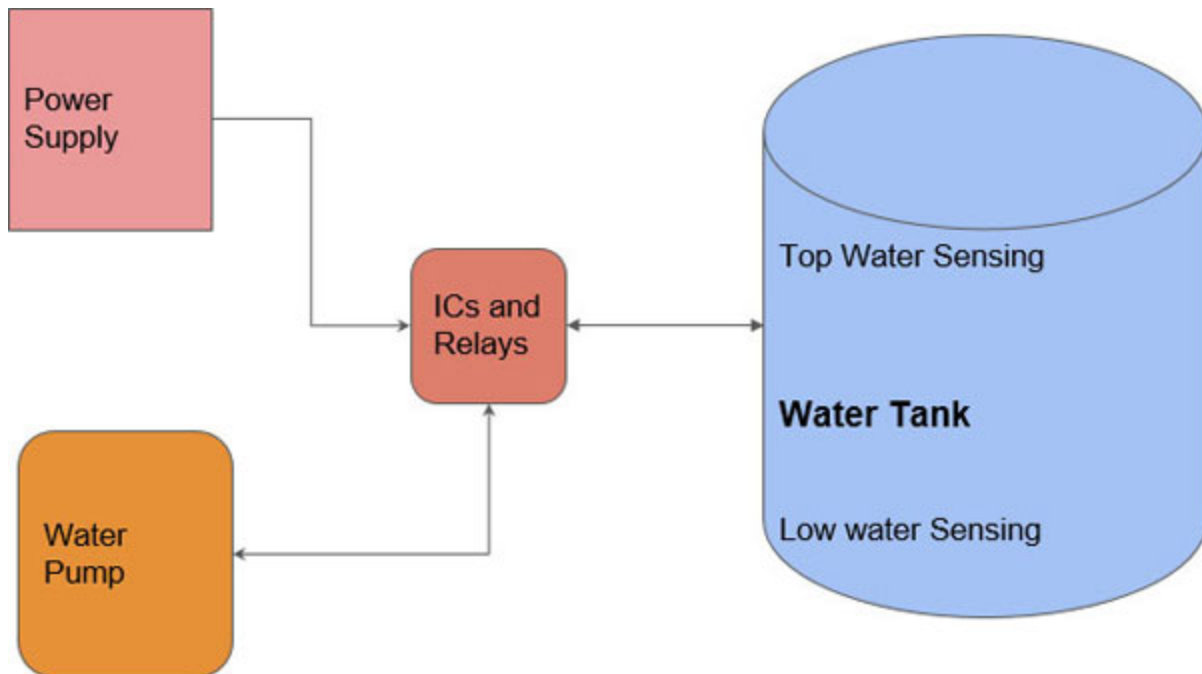 Power
Supply
ICs and
Relays
Water
Pump
Top Water Sensing
Water Tank
Low water Sensing